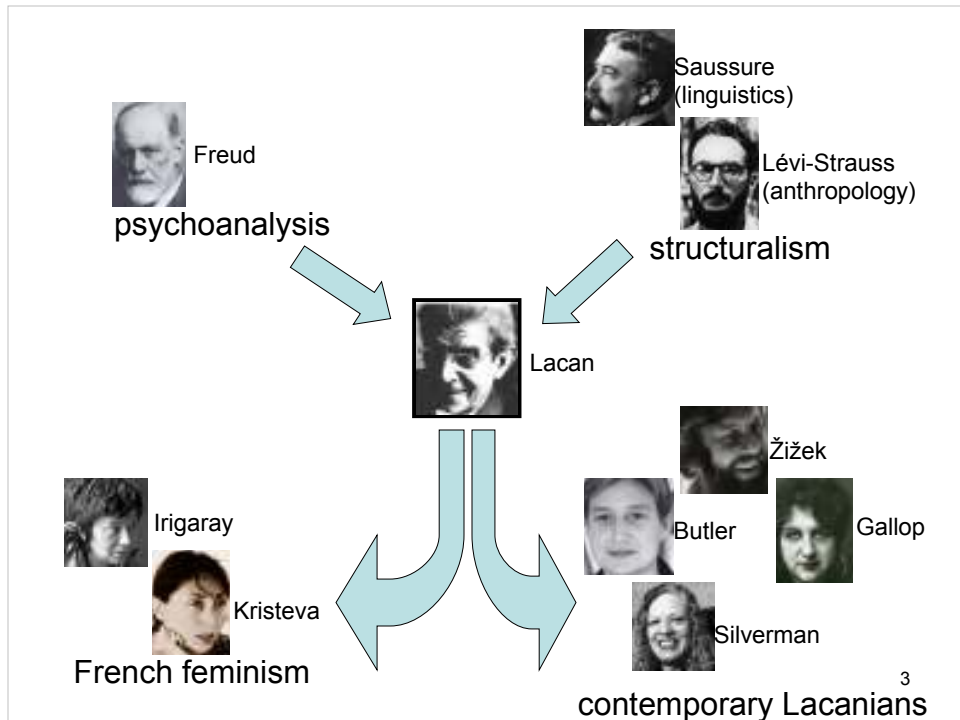 Saussure
(linguistics)
Freud
Lévi-Strauss
(anthropology)
psychoanalysis
structuralism
Lacan
Žižek
Irigaray
Butler
Gallop
Kristeva
Silverman
French feminism
3
contemporary Lacanians